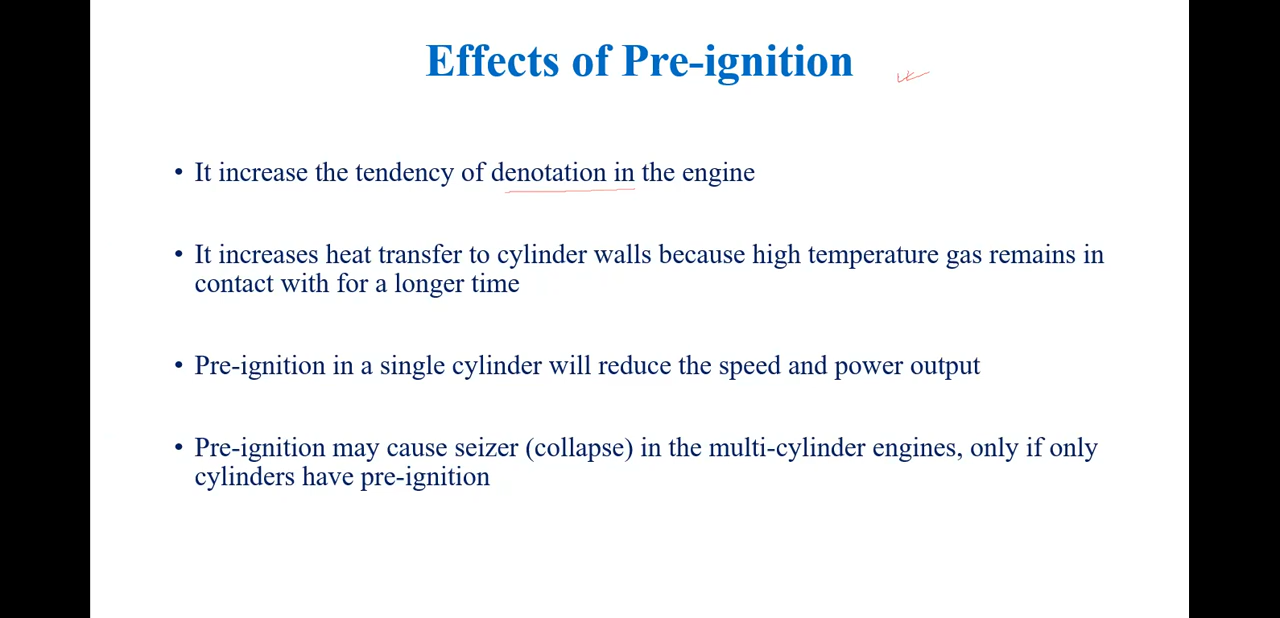 Effects of Pre-ignition
• It increase the tendency of denotation in the engine
• It increases heat transfer to cylinder walls because high temperature gas remains in
contact with for a longer time
• Pre-ignition in a single cylinder will reduce the speed and power output
• Pre-ignition may cause seizer (collapse) in the multi-cylinder engines, only if only
cylinders have pre-ignition